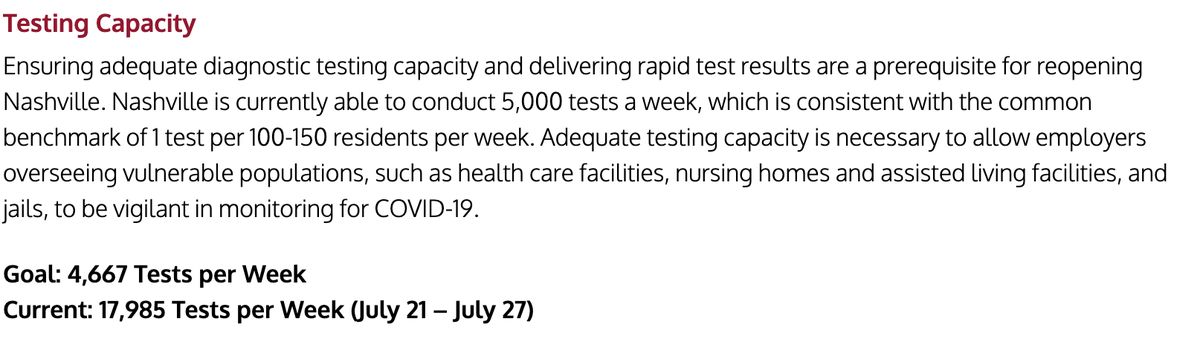 Testing Capacity
Ensuring adequate diagnostic testing capacity and delivering rapid test results are a prerequisite for reopening
Nashville. Nashville is currently able to conduct 5,000 tests a week, which is consistent with the common
benchmark of 1 test per 100-150 residents per week. Adequate testing capacity is necessary to allow employers
overseeing vulnerable populations, such as health care facilities, nursing homes and assisted living facilities, and
jails, to be vigilant in monitoring for COVID-19.
Goal: 4,667 Tests per Week
Current: 17,985 Tests per Week (July 21 – July 27)